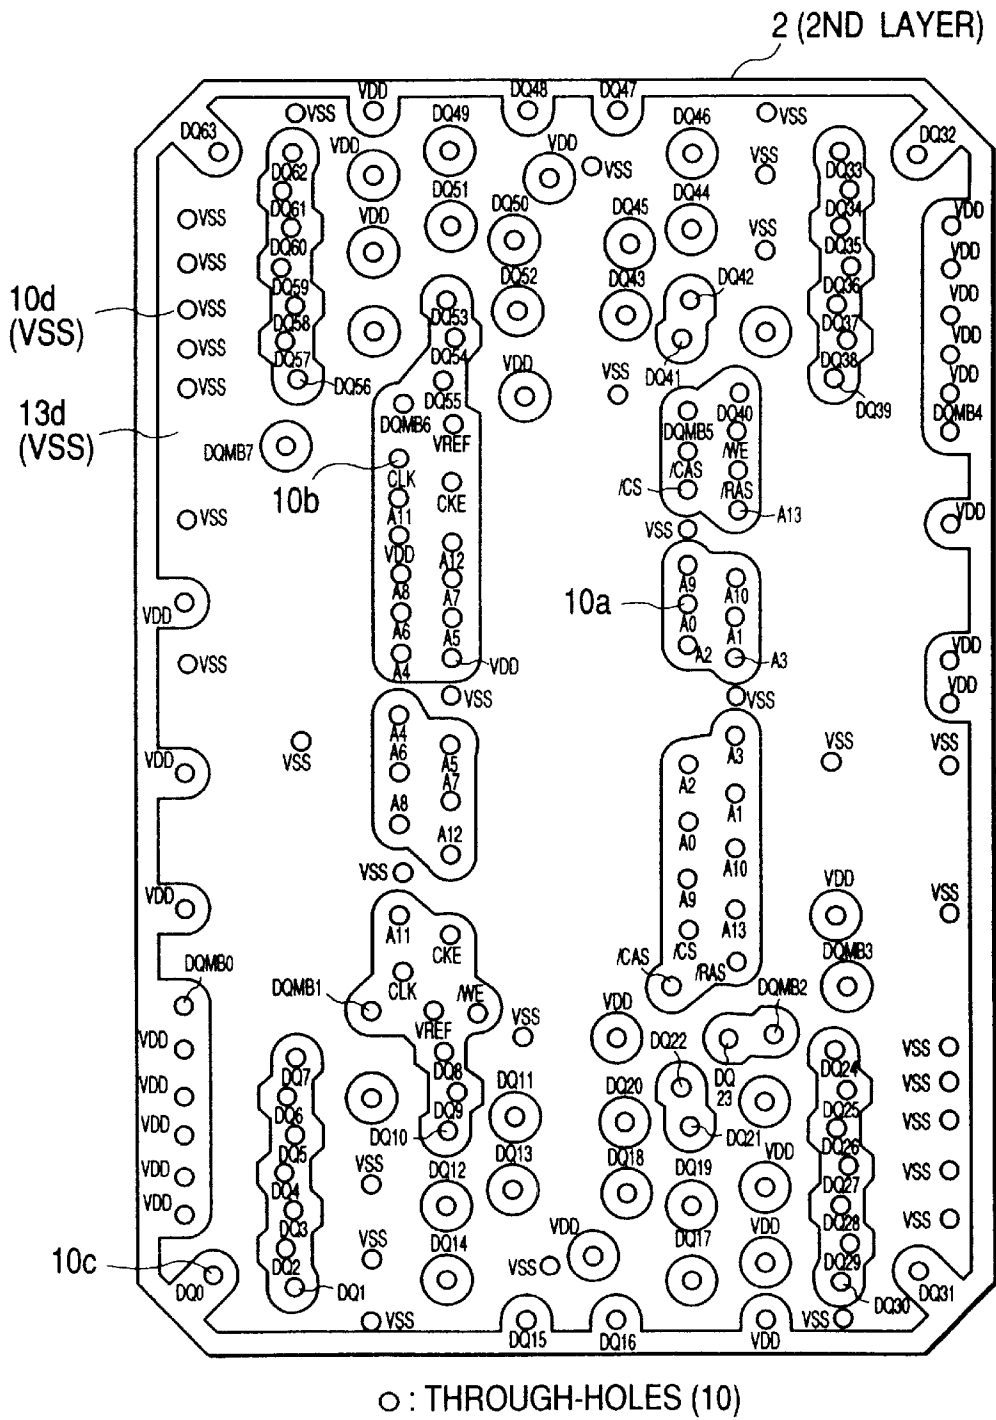 2 (2ND LAYER)
VDD DQ48 DQ47
VSS DQ49 DQ46 VSS
DQ63 DQ32
VDD VDD VSS VSS
DQ62 DQ33
DQ51 DQ44
VSS DQ61 VDD DQ50 DQ45 VSS DQ34 VDD
VSS DQ60 DQ35 VDD
DQ59 DQ52 DQ43 DQ42 DQ36
10d
(VSS)
VSS DQ58 DQ53 DQ37 VDD
VSS DQ57 DQ54 VDD DQ41 DQ38 VDD
VSS DQ56 DQ55 VSS DQ40 DQ39 VDD
13d
(VSS)
DQMB7 DQMB6 VREF DQMB5 /WE DQMB4
10b CLK CKE /CS /CAS /RAS
VSS A11 VSS A13 VDD
VDD A12
A8 A7 A9 A10
10a
VDD A6 A5 A0 A1
VSS A4 VDD A2 A3 VDD
VSS VSS VDD
A4
VSS A6 A5 A3 VSS VSS
VDD A7 A2
A8 A1
A12 A0 A10
VSS
VDD A9 VDD VSS
A11 A13
CKE /CS
DQMB0 CLK /CAS /RAS DQMB3
DQMB1 /WE DQMB2
VREF VSS VDD
VDD DQ22 VSS
DQ7 DQ8 DQ
23 DQ24
VDD DQ6 DQ9 DQ11 DQ20 DQ25 VSS
VDD DQ5 DQ10 DQ13 DQ18 DQ21 DQ26 VSS
VDD DQ4 VSS DQ12 DQ19 VDD DQ27 VSS
VDD DQ3 DQ28 VSS
DQ2 VSS DQ14 VDD DQ17 VDD DQ29
10c VSS
DQ0 DQ1 DQ30 DQ31
VSS DQ15 DQ16 VDD VSS
: THROUGH-HOLES (10)